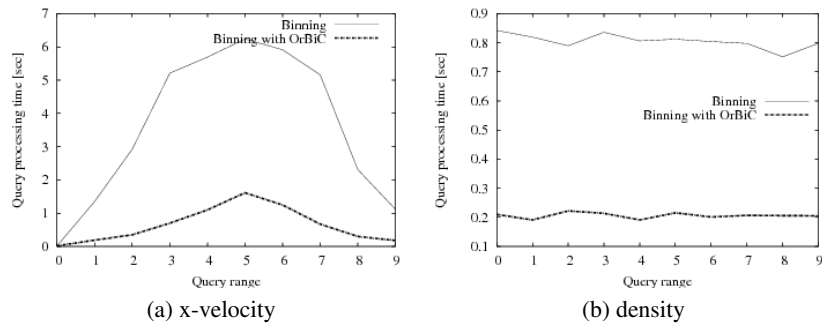 Query processing time [sec]
7
6
5
4
3
2
1
0
Binning
Binning with OrBiC
0 1 2 3 4 5 6 7 8 9
Query range
(a) x-velocity
Query processing time [sec]
0.9
0.8
0.7
0.6
0.5
0.4
0.3
0.2
0.1
Binning
Binning with OrBiC
0 1 2 3 4 5 6 7 8 9
Query range
(b) density